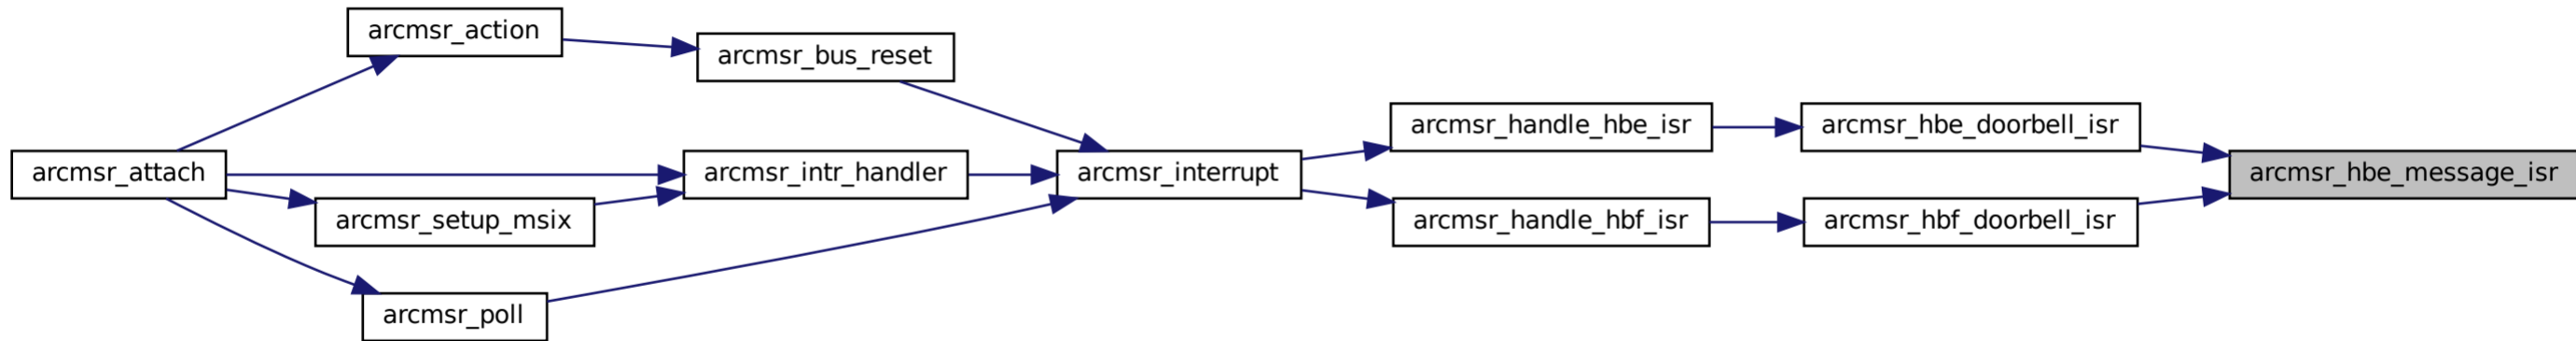 arcmsr_action
arcmsr_bus_reset
arcmsr_handle_hbe_isr
arcmsr_hbe_doorbell_isr
arcmsr_attach
arcmsr_intr_handler
arcmsr_interrupt
arcmsr_hbe_message_isr
arcmsr_setup_msix
arcmsr_handle_hbf_isr
arcmsr_hbf_doorbell_isr
arcmsr_poll